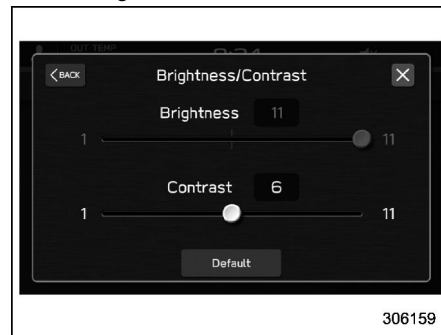 OUT TEMP
BACK
Brightness/Contrast
Brightness 11
1 11
Contrast 6
1 11
Default
306159